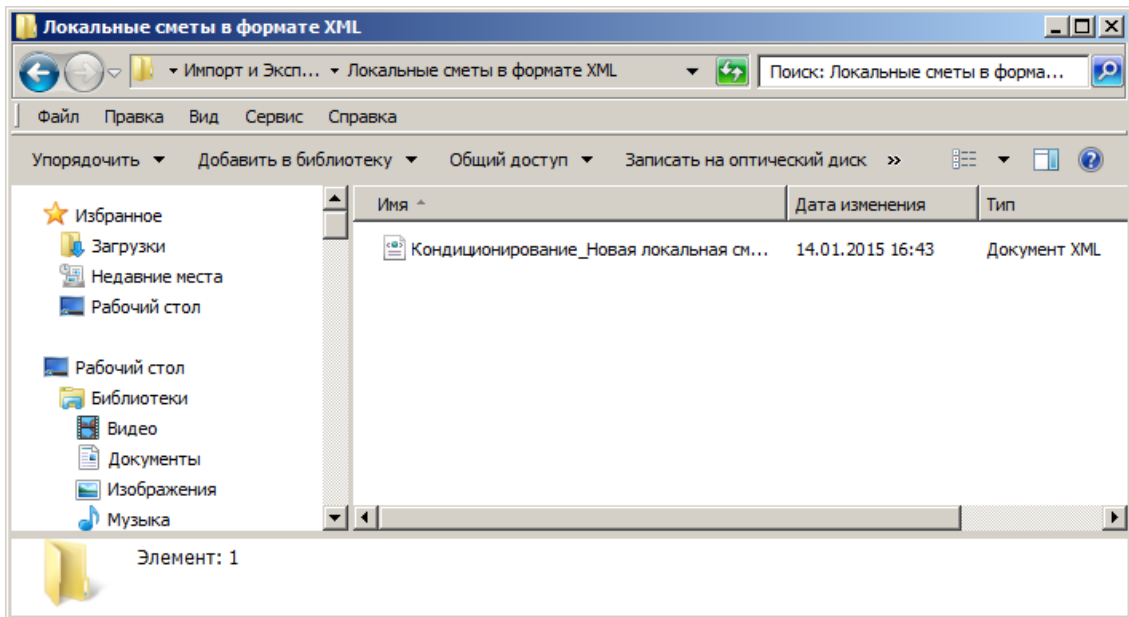 Локальные сметы в формате XML
Импорт и Эксп... Локальные сметы в формате XML Поиск: Локальные сметы в форма...
Файл Правка Вид Сервис Справка
Упорядочить Добавить в библиотеку Общий доступ Записать на оптический диск »
Имя Дата изменения Тип
Избранное
Загрузки
Недавние места
Рабочий стол
Кондиционирование_Новая локальная см... 14.01.2015 16:43 Документ XML
Рабочий стол
Библиотеки
Видео
Документы
Изображения
Музыка
Элемент: 1